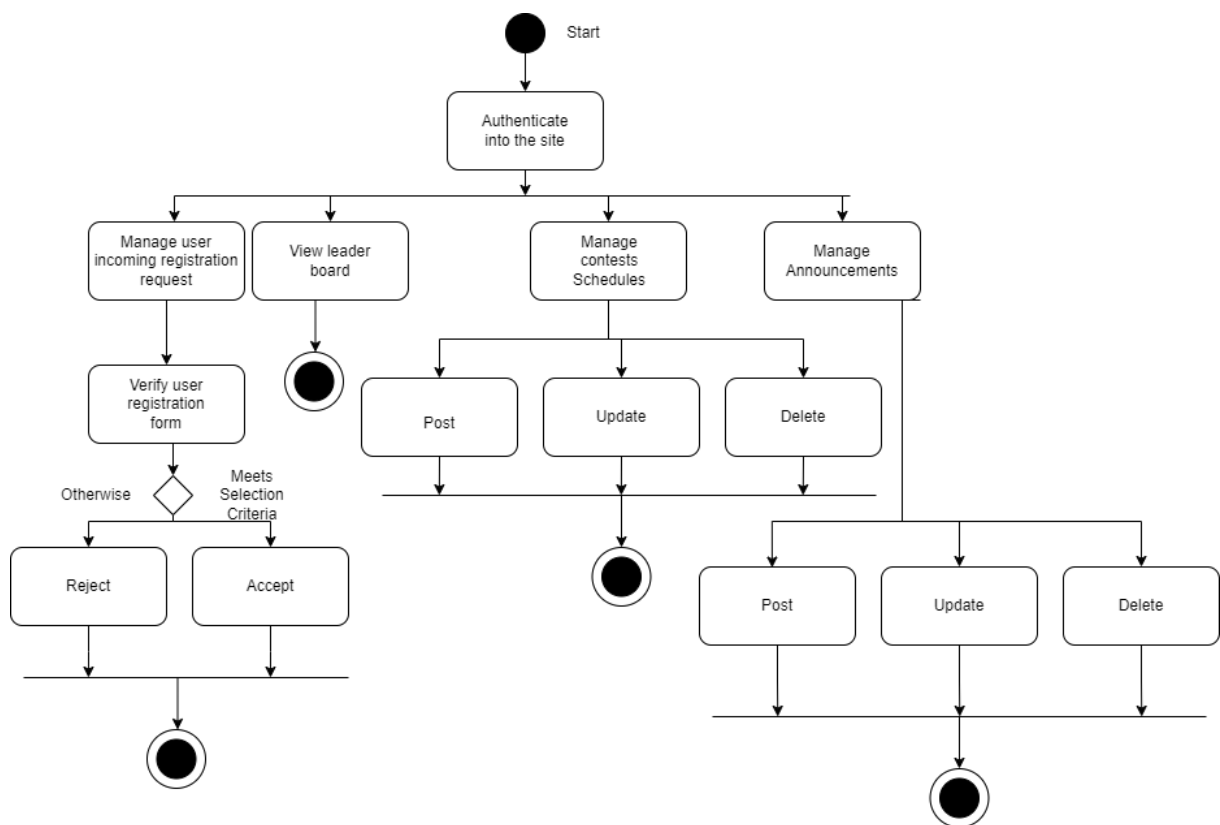 Start
Authenticate
into the site
Manage user
incoming registration
request
View leader
board
Manage
contests
Schedules
Manage
Announcements
Verify user
registration
form
Post
Update
Delete
Otherwise
Meets
Selection
Criteria
Reject
Accept
Post
Update
Delete